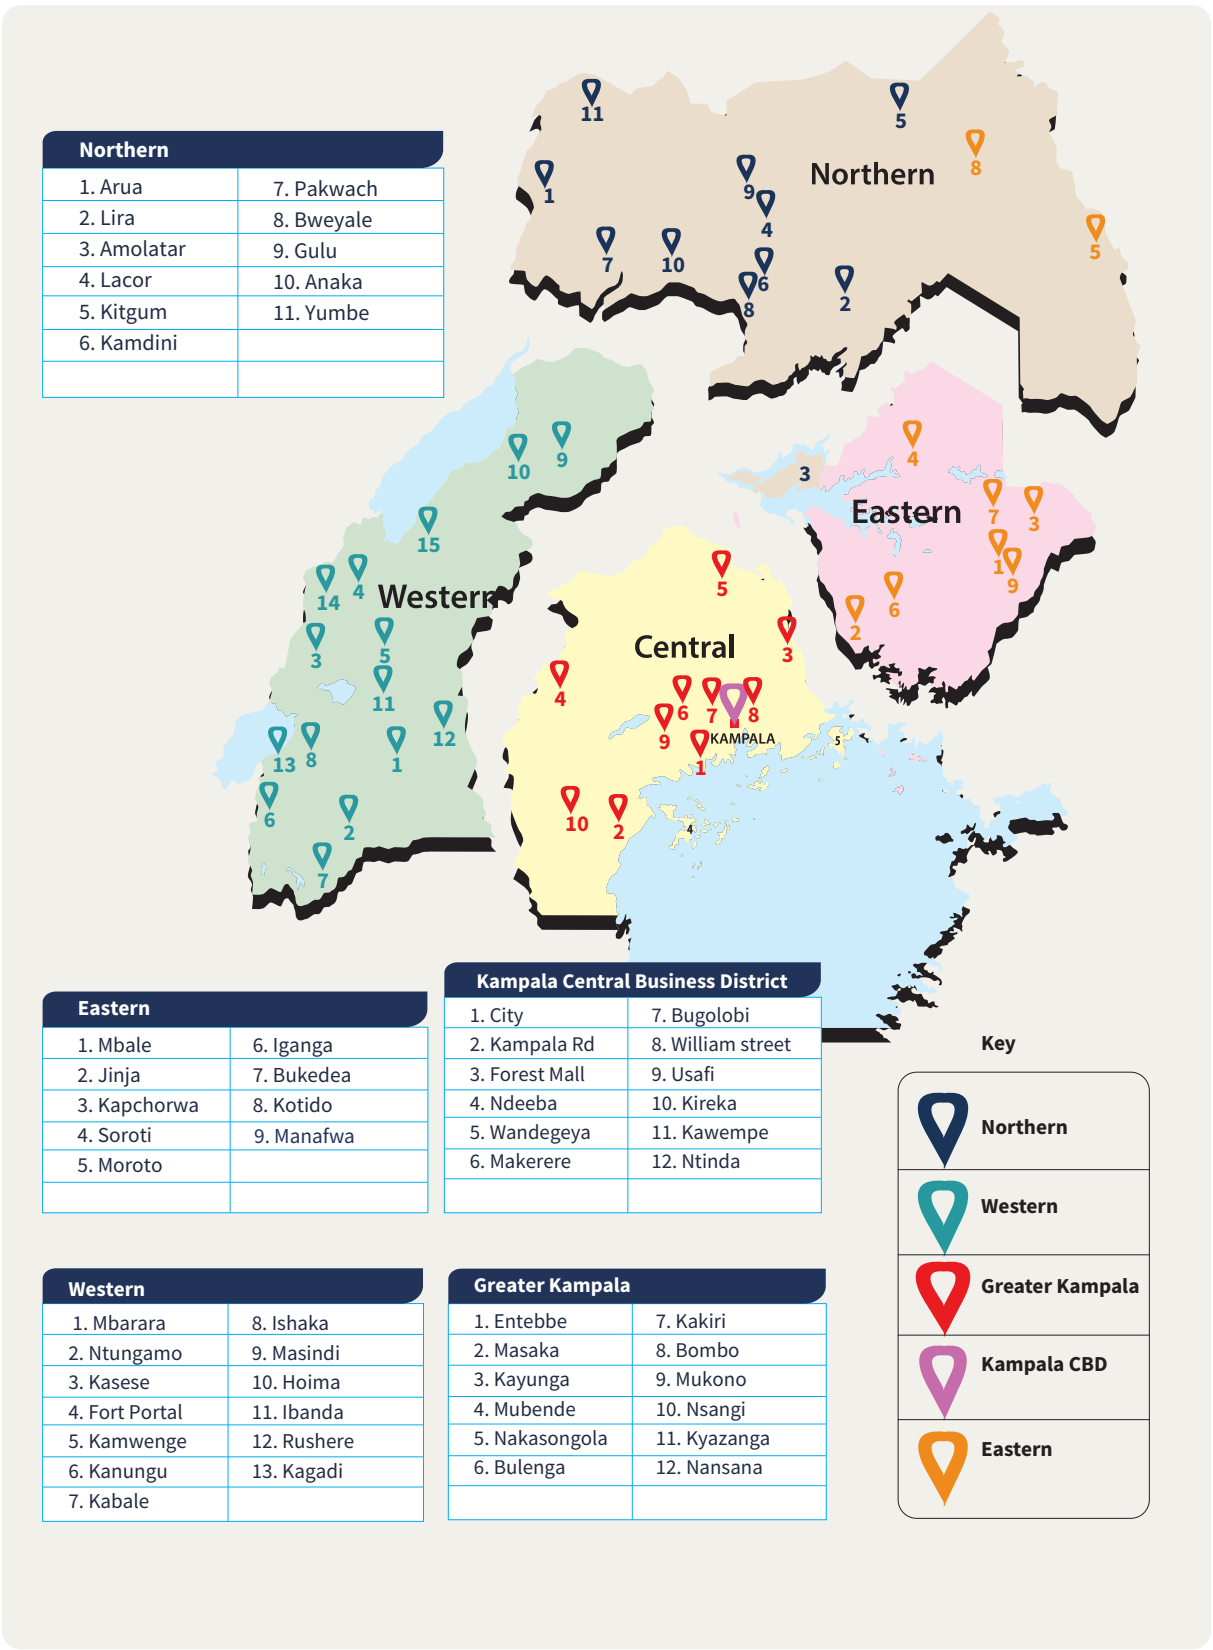 11
5
8
Northern
1
9
4
5
7
10
6
8
2
Northern
1. Arua
7. Pakwach
2. Lira
8. Bweyale
3. Amolatar
9. Gulu
4. Lacor
10. Anaka
5. Kitgum
11. Yumbe
6. Kamdini
10
9
15
14
4
Western
3
5
11
12
13
8
1
6
2
7
4
3
Eastern
7
3
1
9
6
2
5
Central
3
4
6
7
8
9
KAMPALA
1
5
10
2
4
Eastern
1. Mbale
6. Iganga
2. Jinja
7. Bukedea
3. Kapchorwa
8. Kotido
4. Soroti
9. Manafwa
5. Moroto
Kampala Central Business District
1. City
7. Bugolobi
2. Kampala Rd
8. William street
3. Forest Mall
9. Usafi
4. Ndeeba
10. Kireka
5. Wandegeya
11. Kawempe
6. Makerere
12. Ntinda
Western
1. Mbarara
8. Ishaka
2. Ntungamo
9. Masindi
3. Kasese
10. Hoima
4. Fort Portal
11. Ibanda
5. Kamwenge
12. Rushere
6. Kanungu
13. Kagadi
7. Kabale
Greater Kampala
1. Entebbe
7. Kakiri
2. Masaka
8. Bombo
3. Kayunga
9. Mukono
4. Mubende
10. Nsangi
5. Nakasongola
11. Kyazanga
6. Bulenga
12. Nansana
Key
Northern
Western
Greater Kampala
Kampala CBD
Eastern